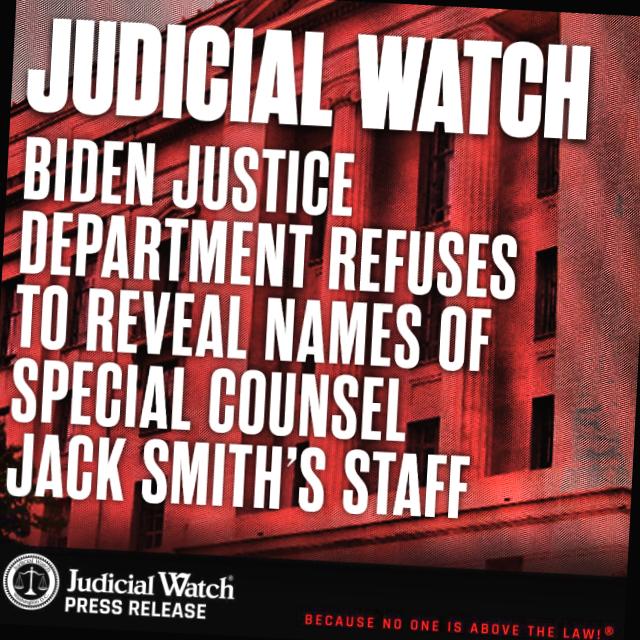 JUDICIAL WATCH
BIDEN JUSTICE
DEPARTMENT REFUSES
TO REVEAL NAMES OF
SPECIAL COUNSEL
JACK SMITH'S STAFF
Judicial Watch®
PRESS RELEASE
BECAUSE NO ONE IS ABOVE THE LAW!®